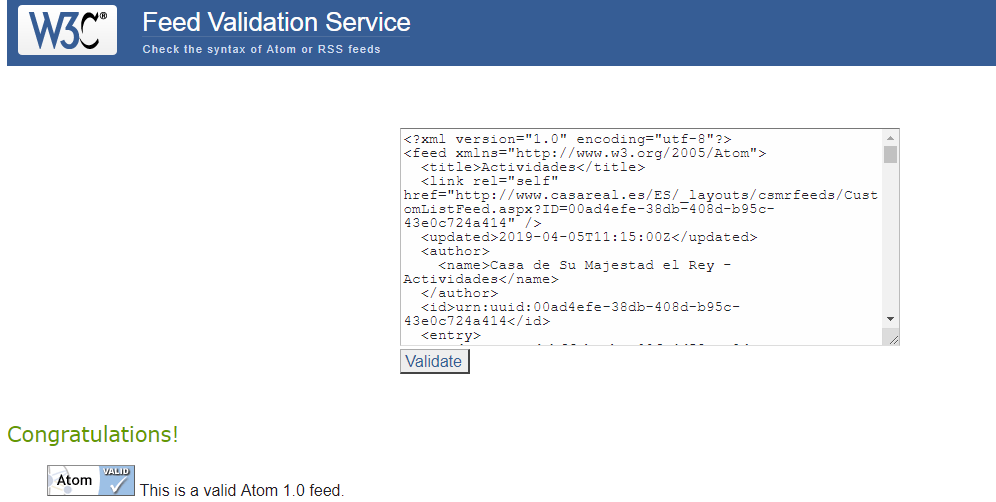 W3C®
Feed Validation Service
Check the syntax of Atom or RSS feeds
<?xml version="1.0" encoding="utf-8"?>
<feed xmlns="http://www.w3.org/2005/Atom">
<title>Actividades</title>
<link rel="self"
href="http://www.casareal.es/ES/_layouts/csmrfeeds/Cust
omListFeed.aspx?ID=00ad4efe-38db-408d-b95c-
43e0c724a414" />
<updated>2019-04-05T11:15:00Z</updated>
<author>
<name>Casa de Su Majestad el Rey -
Actividades</name>
</author>
<id>urn:uuid:00ad4efe-38db-408d-b95c-
43e0c724a414</id>
<entry>
Validate
Congratulations!
Atom VALID
This is a valid Atom 1.0 feed.